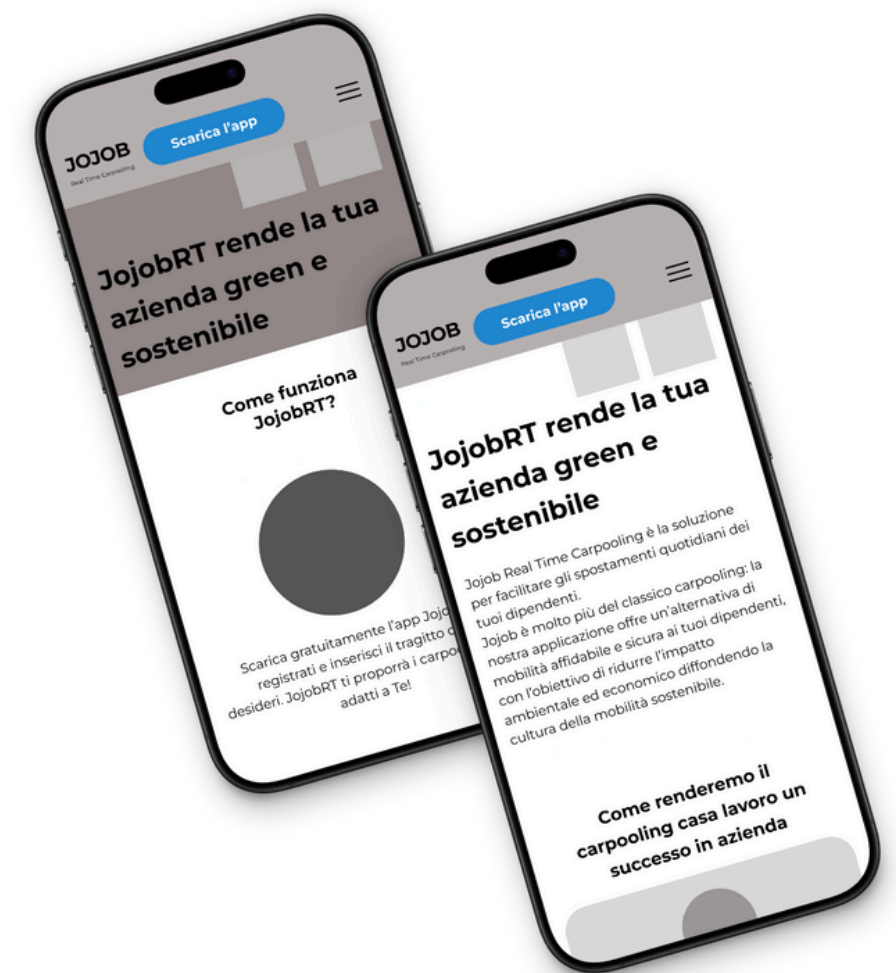 JOJOB
Real Time Carpooling
Scarica l'app
JojobRT rende la tua
azienda green e
sostenibile
Come funziona
JojobRT?
Scarica gratuitamente l'app
registrati e inserisci il tragitto
desideri. JojobRT ti proporrà i
adatti a Te!
JOJOB
Real Time Carpooling
Scarica l'app
JojobRT rende la tua
azienda green e
sostenibile
Jojob Real Time Carpooling è la soluzione
per facilitare gli spostamenti quotidiani dei
tuoi dipendenti.
Jojob è molto più del classico carpooling: la
nostra applicazione offre un'alternativa di
mobilità affidabile e sicura ai tuoi dipendenti,
con l'obiettivo di ridurre l'impatto
ambientale ed economico diffondendo la
cultura della mobilità sostenibile.
Come renderemo il
carpooling casa lavoro un
successo in azienda